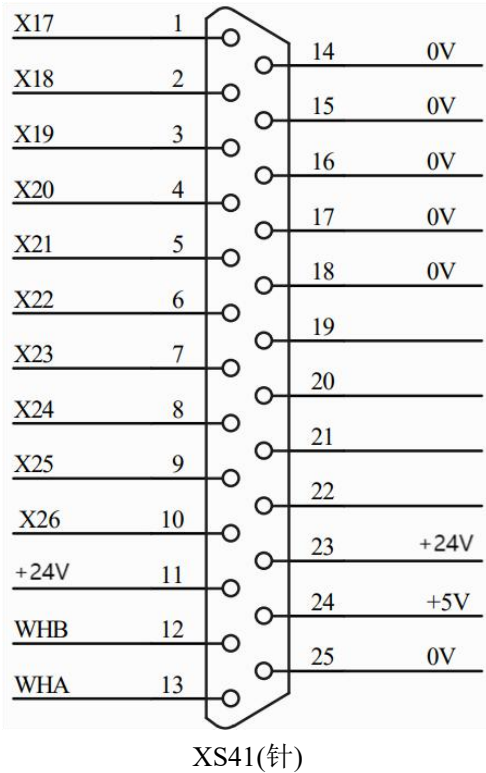 X17 1
14 0V
X18 2
15 0V
X19 3
16 0V
X20 4
17 0V
X21 5
18 0V
X22 6
19
X23 7
20
X24 8
21
X25 9
22
X26 10
23 +24V
+24V 11
24 +5V
WHB 12
25 0V
WHA 13
XS41(针)